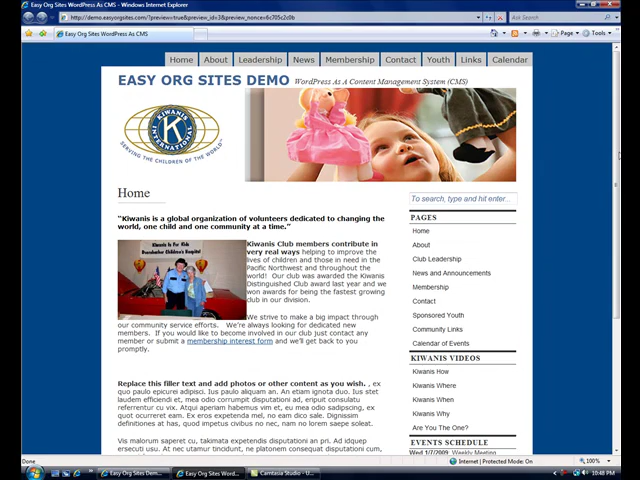 Easy Org Sites WordPress As CMS - Windows Internet Explorer
http://demo.easyorgsites.com/?preview=true&preview_id=3&preview_nonce=6c705c2c0b
Ask Search
Easy Org Sites WordPress As CMS
Page
Tools
Home About Leadership News Membership Contact Youth Links Calendar
EASY ORG SITES DEMO WordPress As A Content Management System (CMS)
KIWANIS
K
INTERNATIONAL
SERVING THE CHILDREN OF THE WORLD
Home
To search, type and hit enter...
"Kiwanis is a global organization of volunteers dedicated to changing the
world, one child and one community at a time."
Kiwanis Club members contribute in
very real ways helping to improve the
lives of children and those in need in the
Pacific Northwest and throughout the
world! Our club was awarded the Kiwanis
Distinguished Club award last year and we
won awards for being the fastest growing
club in our division.
We strive to make a big impact through
our community service efforts. We're always looking for dedicated new
members. If you would like to become involved in our club just contact any
member or submit a membership interest form and we'll get back to you
promptly.
Replace this filler text and add photos or other content as you wish. , ex
quo paulo epicurei adipisci. Ius paulo aliquam an. An etiam ignota duo. Ius stet
laudem efficiendi et, mea odio corrumpit disputationi ad, eripuit consulatu
referrentur cu vix. Atqui aperiam habemus vim et, eu mea odio sadipscing, ex
quot ocurreret eam. Ex eros expetenda mel, no eam dico sale. Dignissim
definitiones at has, quod impetus civibus no nec, nam no lorem saepe soleat.
Vis malorum saperet cu, talamata expetendis disputando eu eam. Ad iduqep
errecusu usu. At quando tincidunt usu, ne platonem consequat disputationi cum,
PAGES
Home
About
Club Leadership
News and Announcements
Membership
Contact
Sponsored Youth
Community Links
Calendar of Events
KIWANIS VIDEOS
Kiwanis How
Kiwanis Where
Kiwanis When
Kiwanis Why
Are You The One?
EVENTS SCHEDULE
Wed 1/7/2009 Weekly Meeting
Done
Internet | Protected Mode: On
100%
Easy Org Sites Demo...
Easy Org Sites Word...
Camtasia Studio - U...
10:48 PM